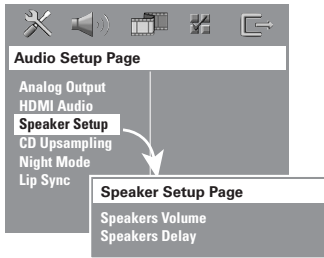 Audio Setup Page
Analog Output
HDMI Audio
Speaker Setup
CD Upsampling
Night Mode
Lip Sync
Speaker Setup Page
Speakers Volume
Speakers Delay